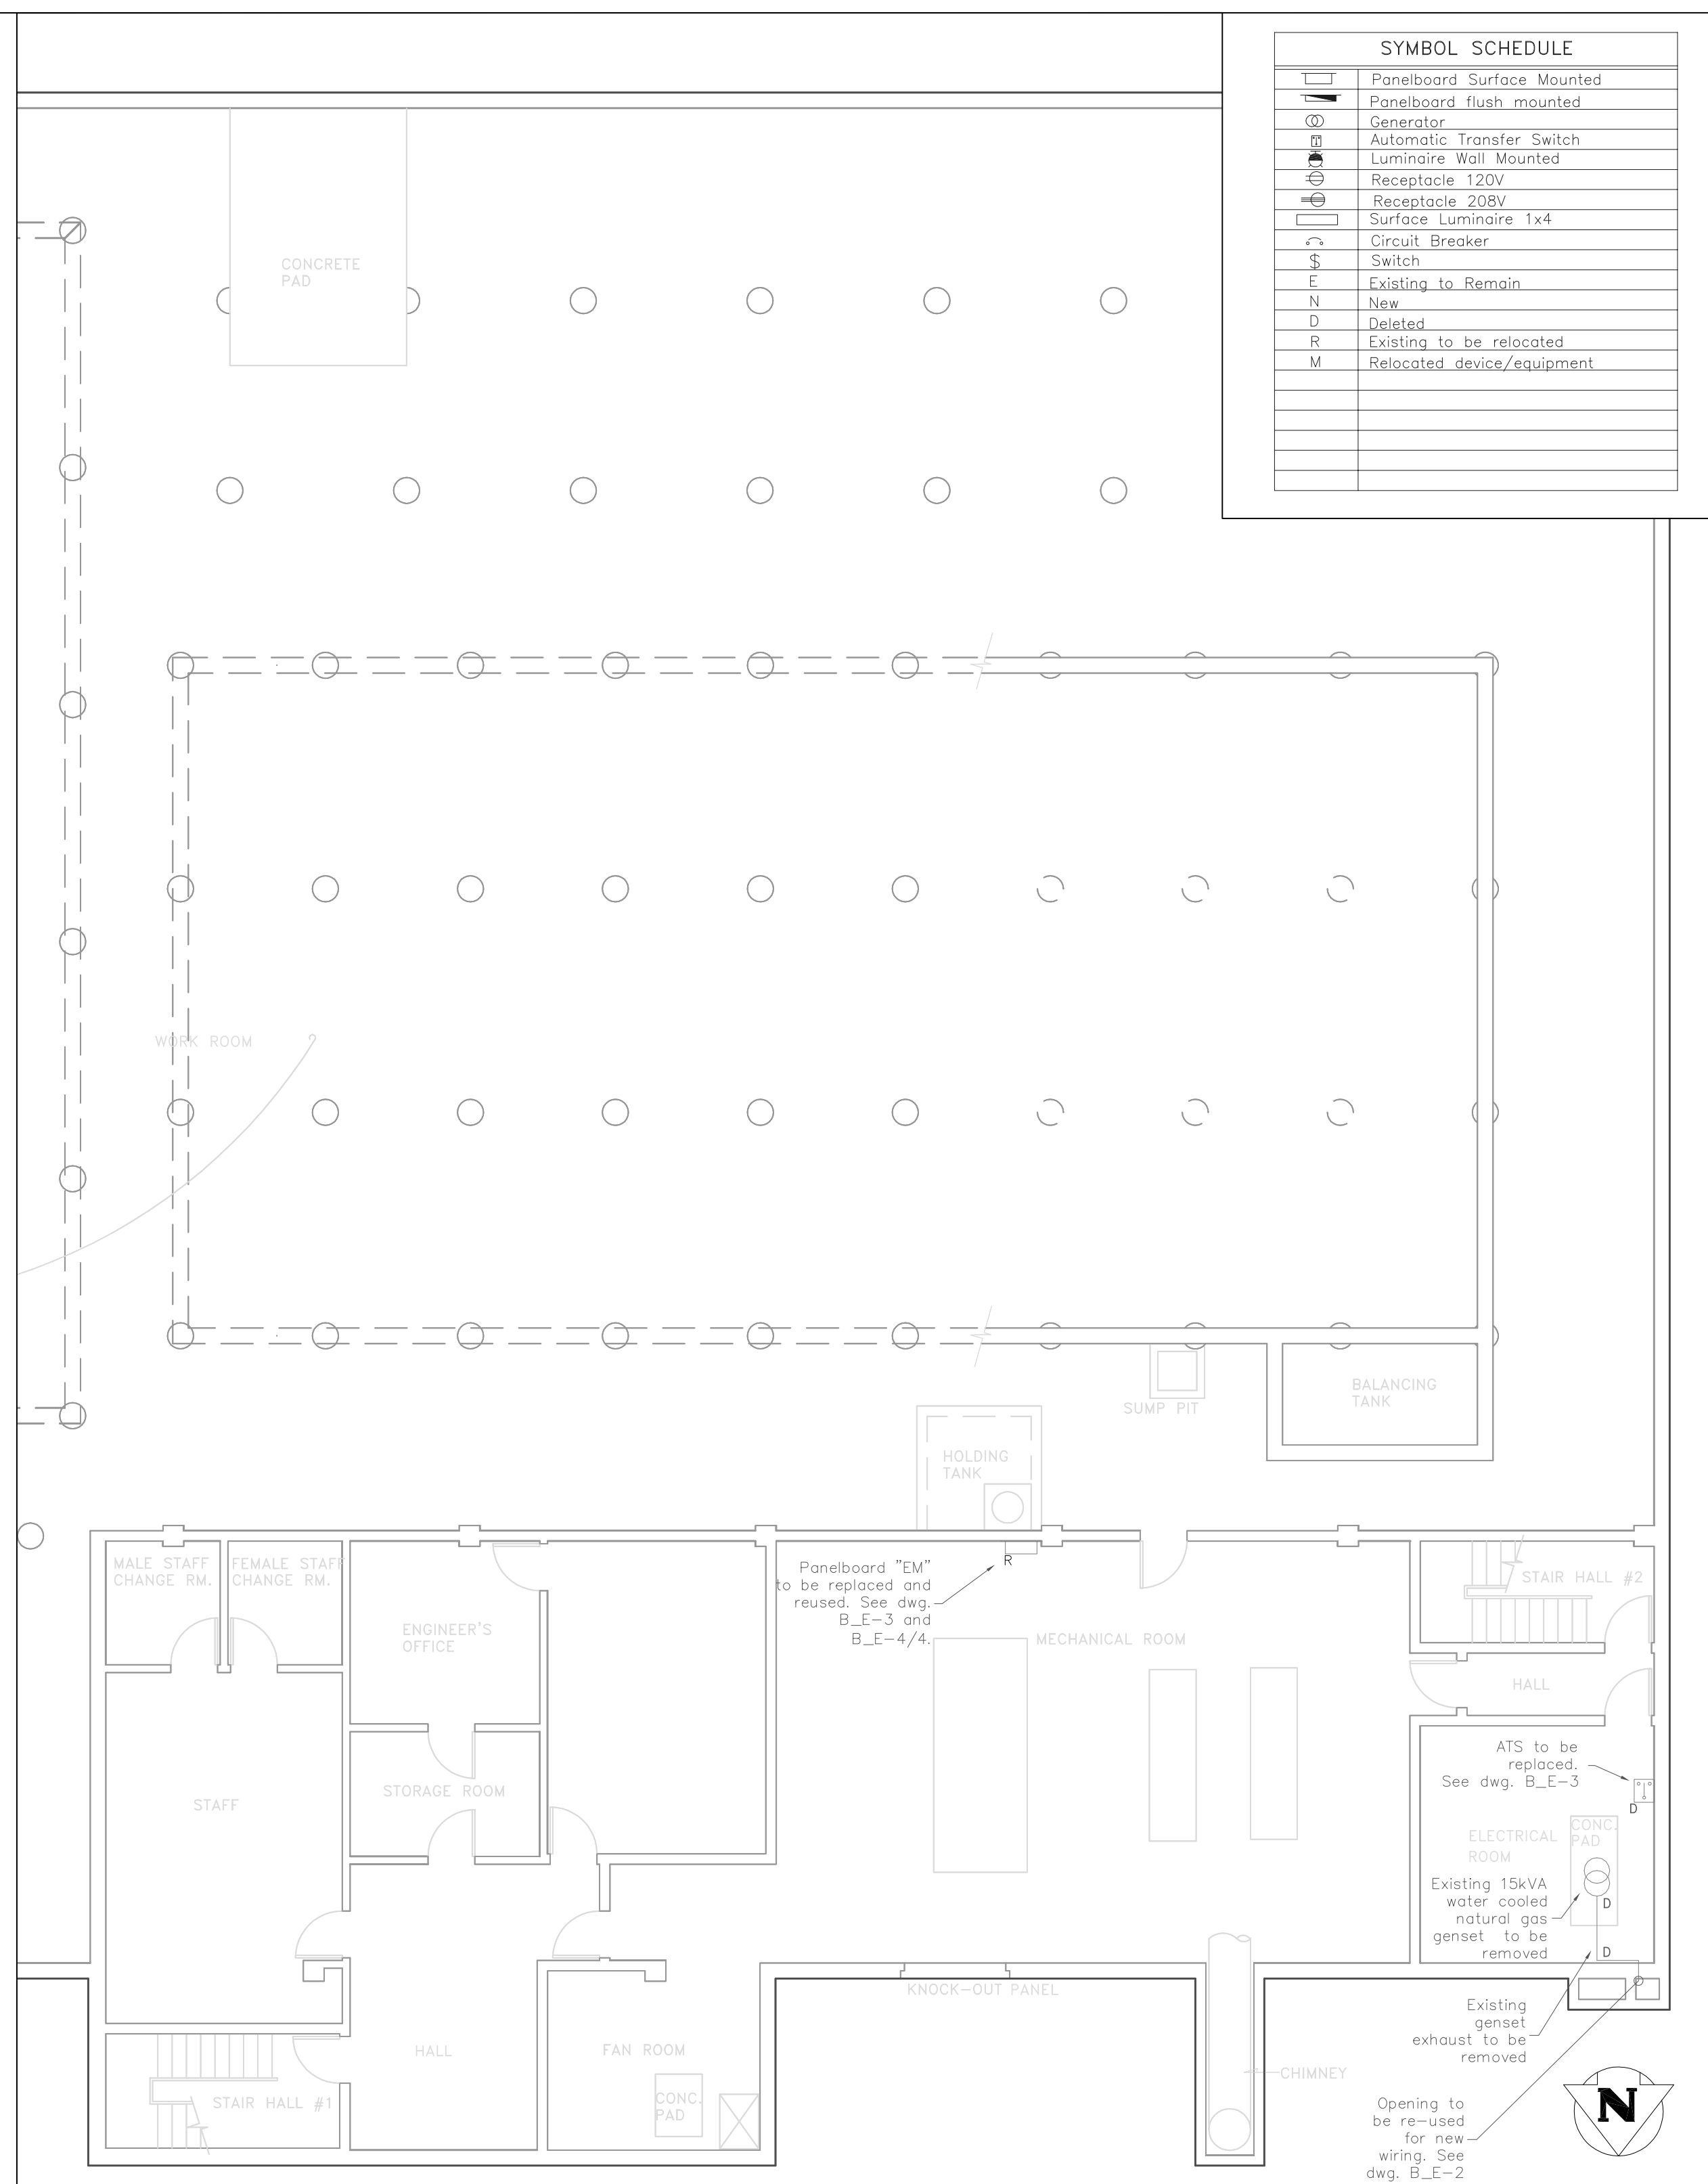 SYMBOL SCHEDULE
Panelboard Surface Mounted
Panelboard flush mounted
Generator
Automatic Transfer Switch
Luminaire Wall Mounted
Receptacle 120V
Receptacle 208V
Surface Luminaire 1x4
Circuit Breaker
$ Switch
E Existing to Remain
N New
D Deleted
R Existing to be relocated
M Relocated device/equipment
CONCRETE
PAD
WORK ROOM
BALANCING
TANK
SUMP PIT
HOLDING
TANK
MALE STAFF
CHANGE RM.
FEMALE STAFF
CHANGE RM.
ENGINEER'S
OFFICE
Panelboard "EM"
to be replaced and
reused. See dwg.
B_E-3 and
B_E-4/4.
R
MECHANICAL ROOM
STAIR HALL #2
HALL
STORAGE ROOM
STAFF
ATS to be
replaced.
See dwg. B_E-3
D
CONC.
PAD
ELECTRICAL
ROOM
Existing 15kVA
water cooled
natural gas
genset to be
removed
D
D
KNOCK-OUT PANEL
Existing
genset
exhaust to be
removed
HALL
FAN ROOM
CONC.
PAD
STAIR HALL #1
CHIMNEY
Opening to
be re-used
for new
wiring. See
dwg. B_E-2
N